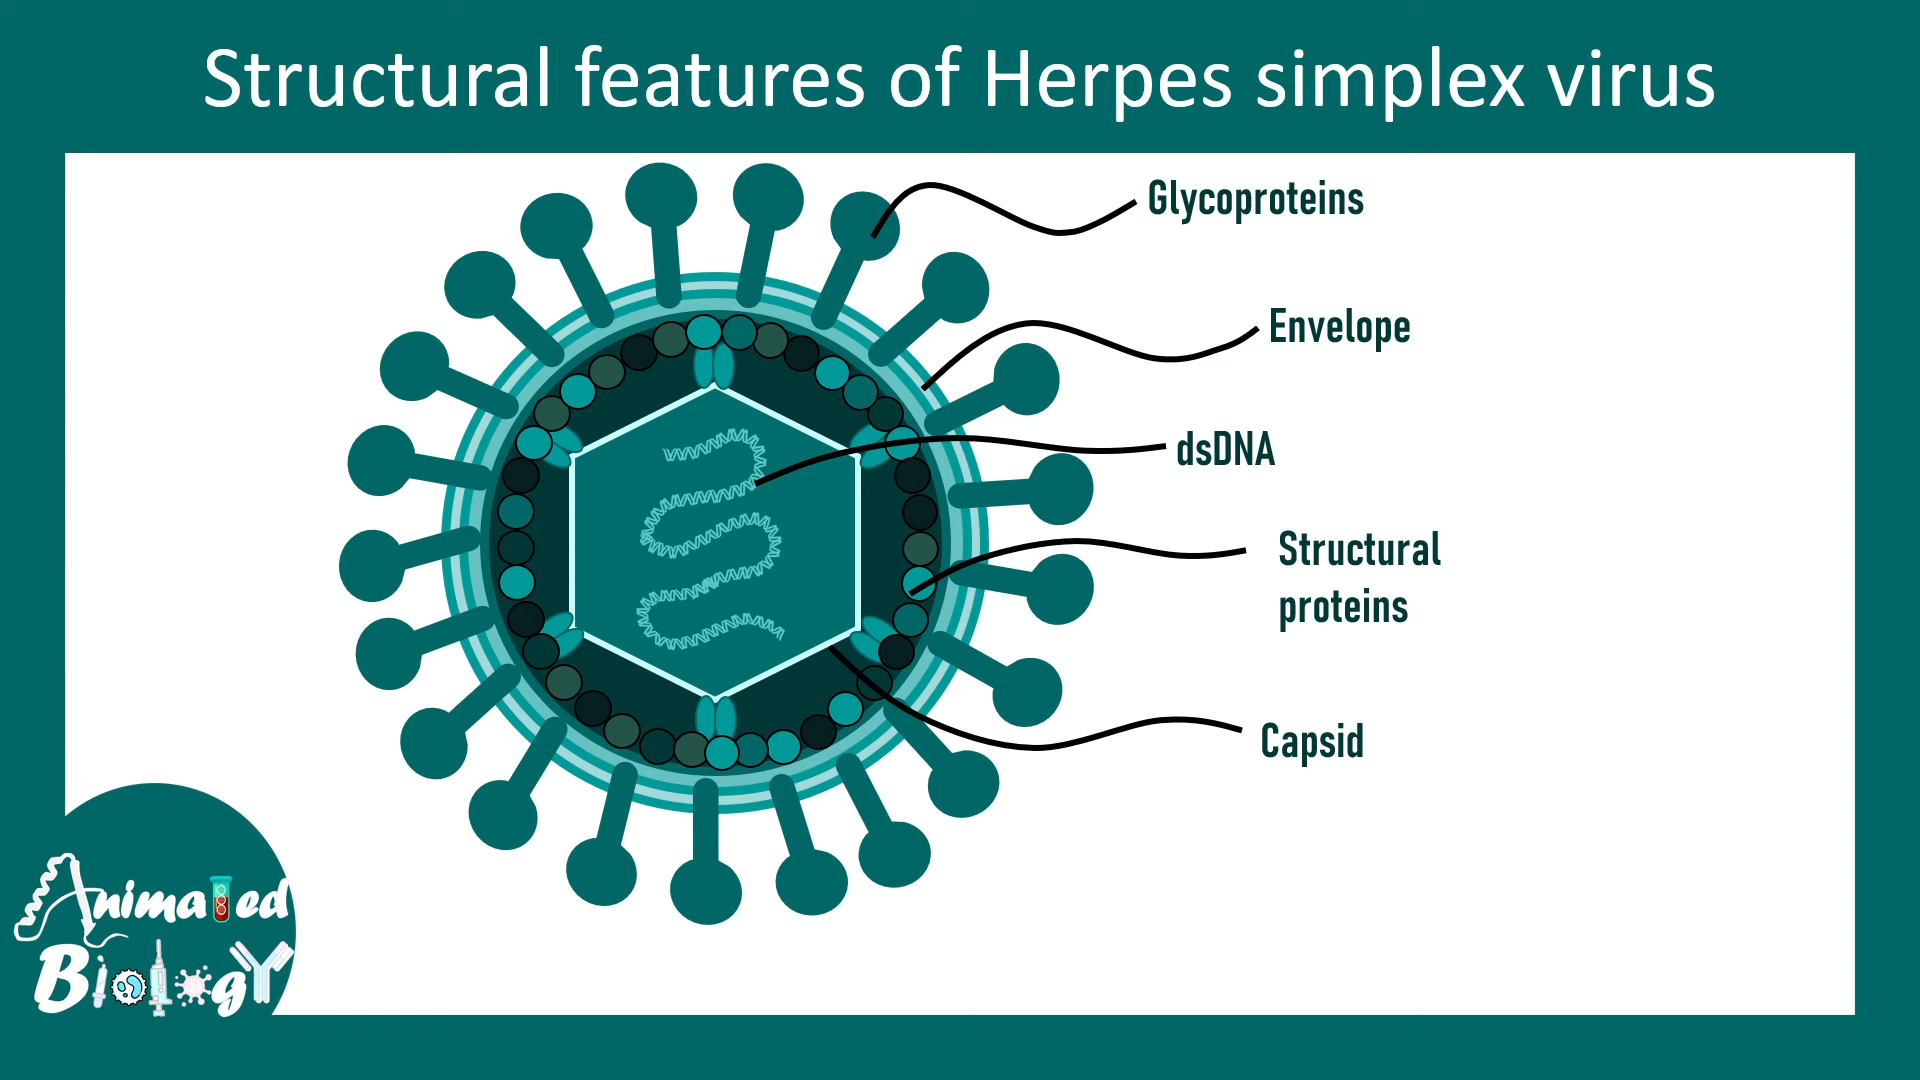 Structural features of Herpes simplex virus
Glycoproteins
Envelope
dsDNA
Structural
proteins
Capsid
Animated
Biology